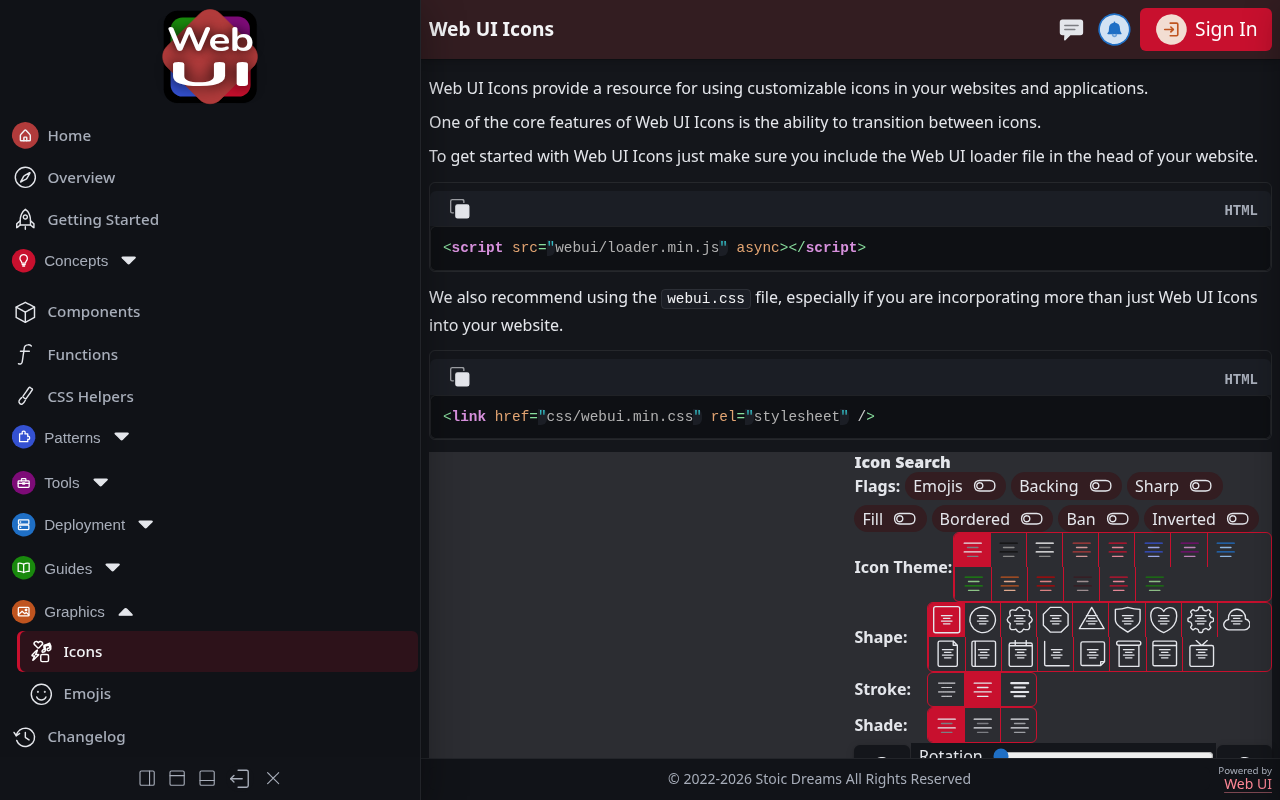 Web
UI
Home
Overview
Getting Started
Concepts
Components
Functions
CSS Helpers
Patterns
Tools
Deployment
Guides
Graphics
Icons
Emojis
Changelog
Web UI Icons
Sign In
Web UI Icons provide a resource for using customizable icons in your websites and applications.
One of the core features of Web UI Icons is the ability to transition between icons.
To get started with Web UI Icons just make sure you include the Web UI loader file in the head of your website.
HTML
<script src="webui/loader.min.js" async></script>
We also recommend using the webui.css file, especially if you are incorporating more than just Web UI Icons
into your website.
HTML
<link href="css/webui.min.css" rel="stylesheet" />
Icon Search
Flags: Emojis Backing Sharp
Fill Bordered Ban Inverted
Icon Theme:
Shape:
Stroke:
Shade:
Rotation
© 2022-2026 Stoic Dreams All Rights Reserved
Powered by
Web UI